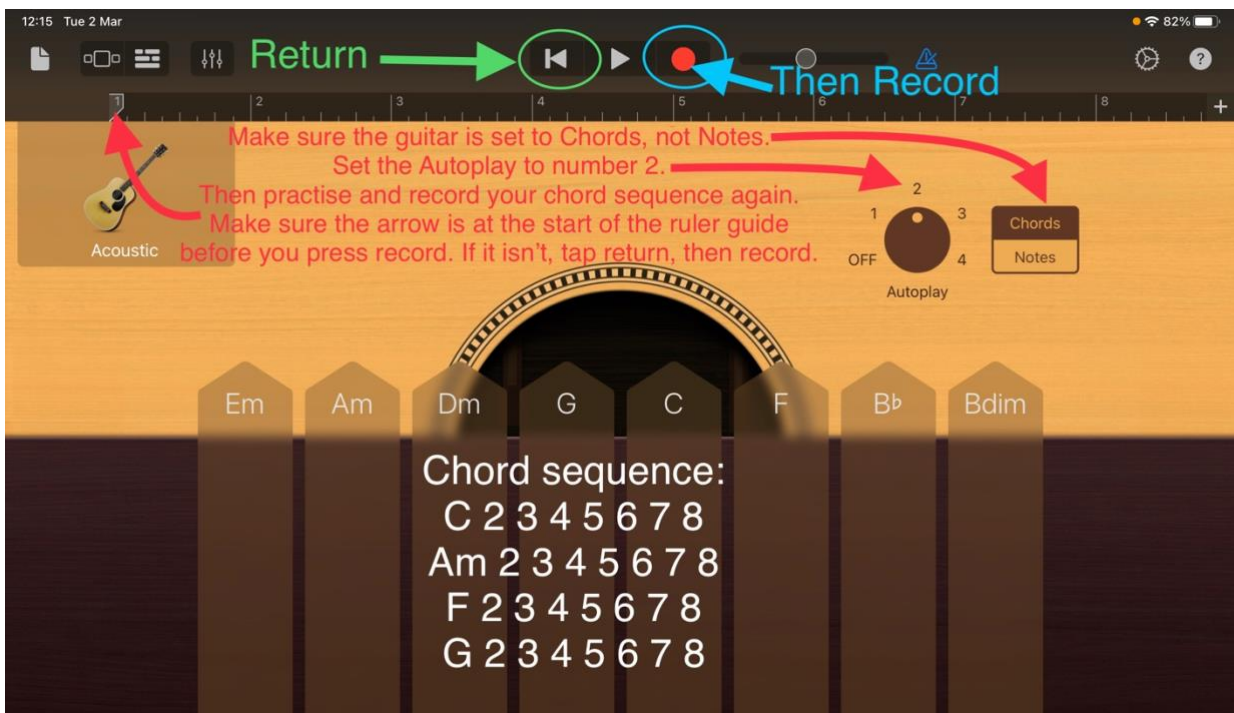 12:15 Tue 2 Mar
82%
Return
Then Record
1 2 3 4 5 6 7 8
Make sure the guitar is set to Chords, not Notes.
Set the Autoplay to number 2.
Then practise and record your chord sequence again.
Make sure the arrow is at the start of the ruler guide
before you press record. If it isn't, tap return, then record.
Acoustic
2
1 3
OFF 4
Autoplay
Chords
Notes
Em Am Dm G C F B♭ Bdim
Chord sequence:
C 2 3 4 5 6 7 8
Am 2 3 4 5 6 7 8
F 2 3 4 5 6 7 8
G 2 3 4 5 6 7 8